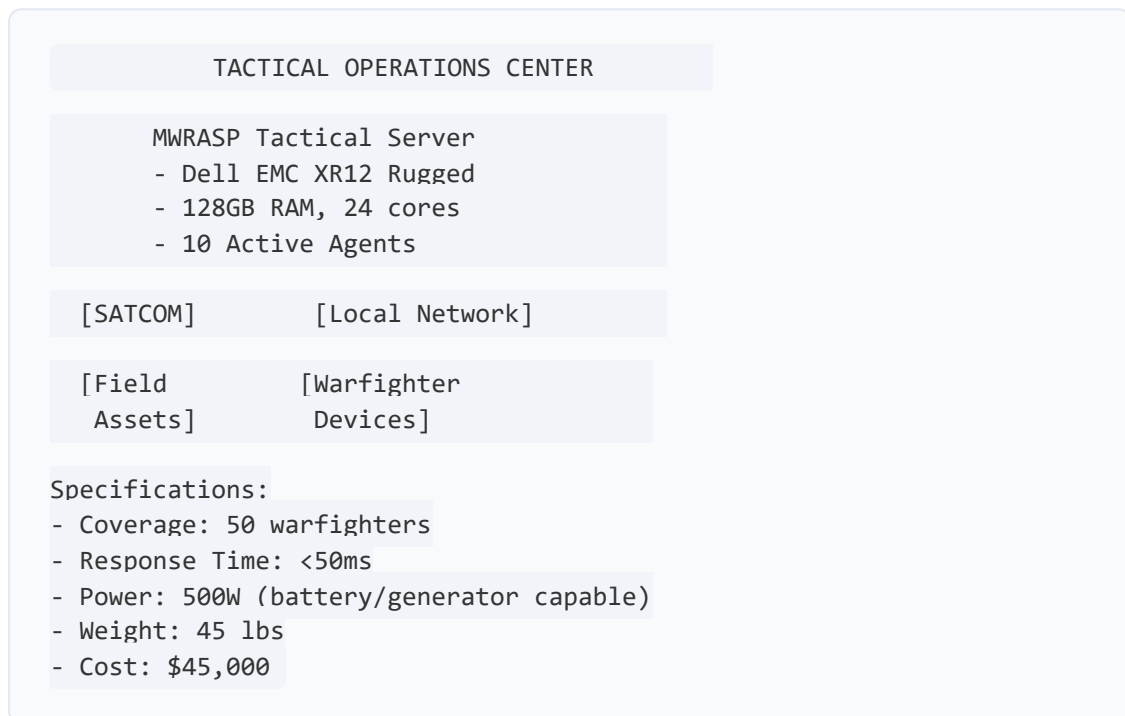 TACTICAL OPERATIONS CENTER
MWRASP Tactical Server
- Dell EMC XR12 Rugged
- 128GB RAM, 24 cores
- 10 Active Agents
[SATCOM] [Local Network]
[Field [Warfighter
Assets] Devices]
Specifications:
- Coverage: 50 warfighters
- Response Time: <50ms
- Power: 500W (battery/generator capable)
- Weight: 45 lbs
- Cost: $45,000